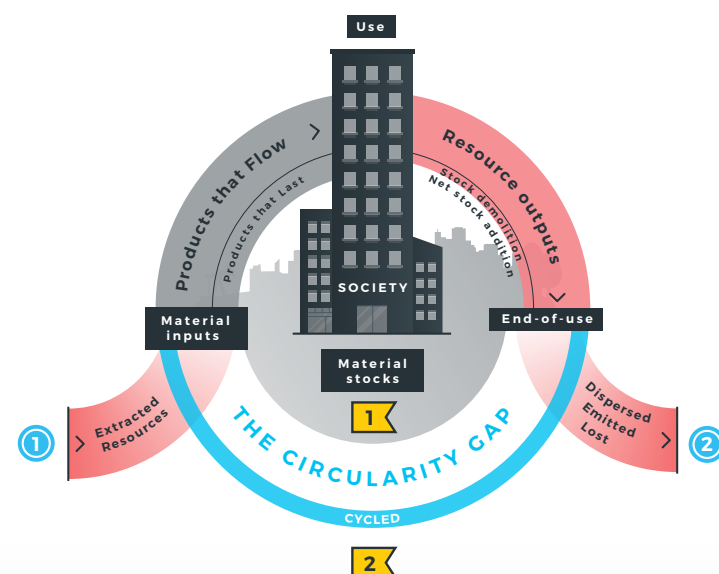 Use
Products that Flow
Products that Last
Resource outputs
Stock demolition
Net stock addition
SOCIETY
Material
inputs
End-of-use
Material
stocks
1
Extracted
Resources
1
Dispersed
Emitted
Lost
2
THE CIRCULARITY GAP
CYCLED
2